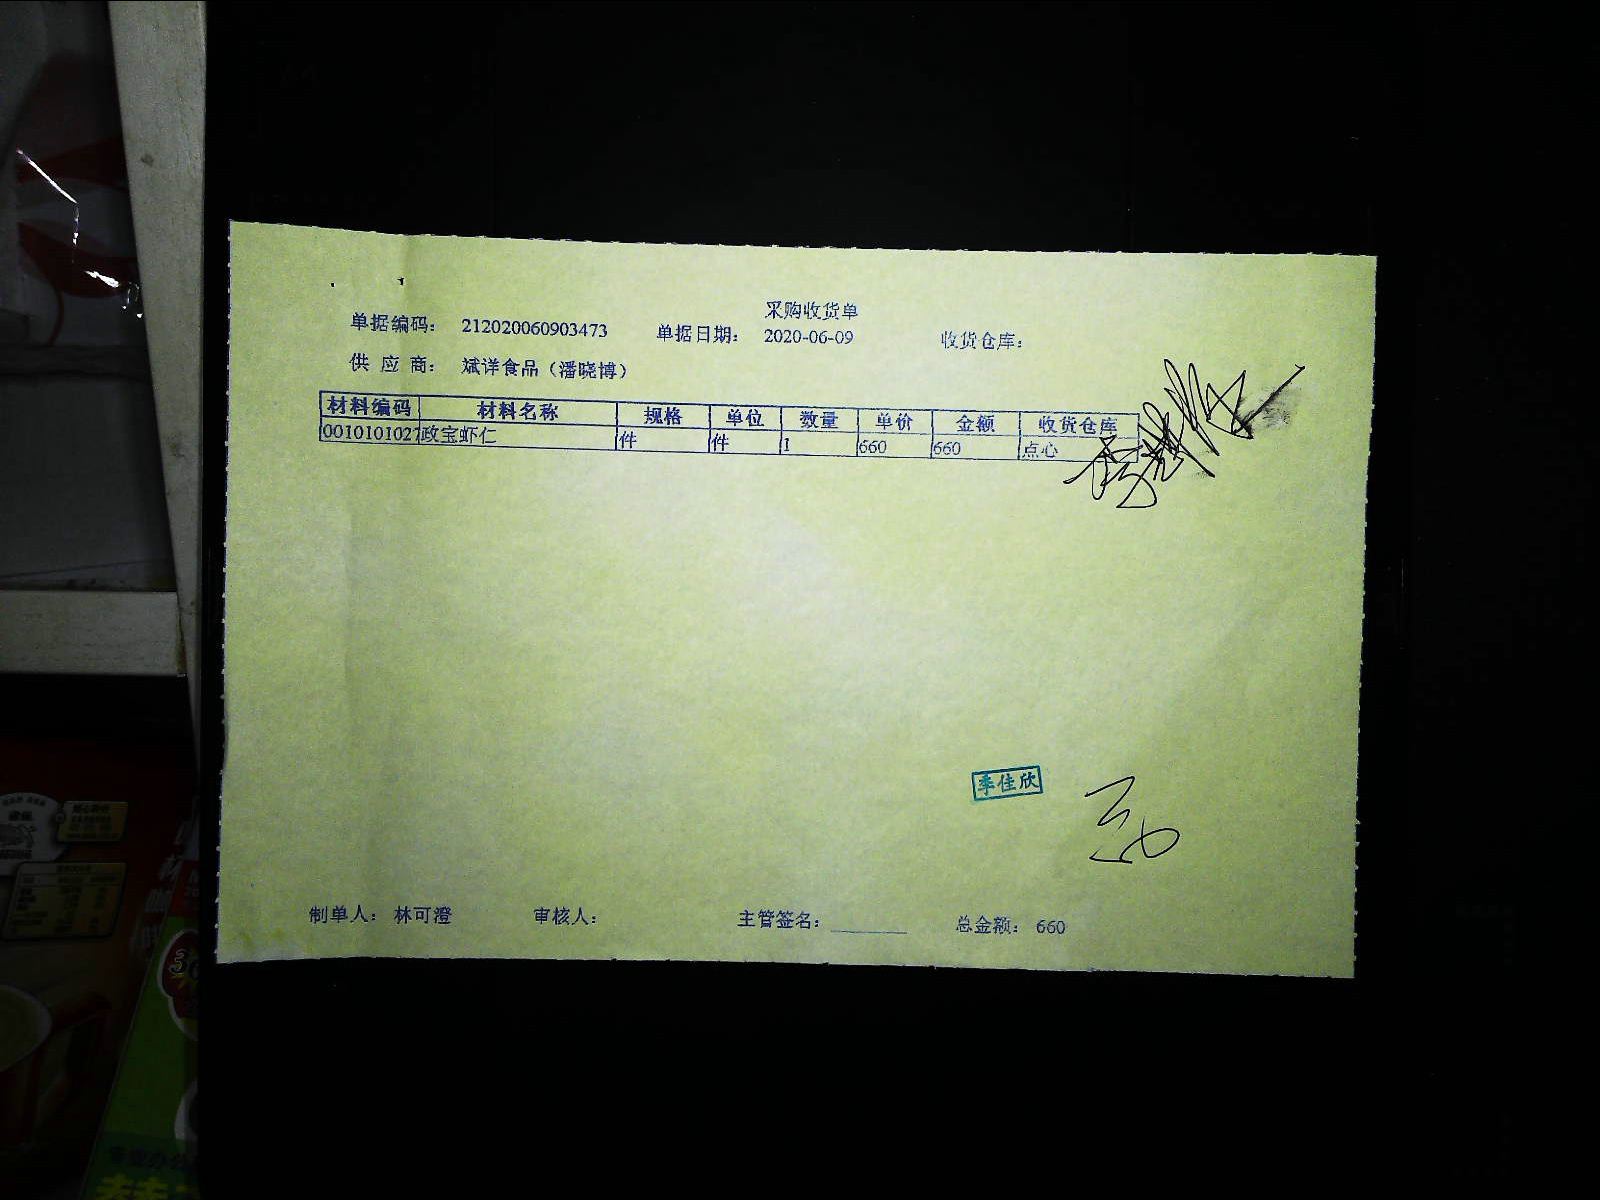 采购收货单
单据编码： 212020060903473 单据日期： 2020-06-09 收货仓库：
供 应 商： 斌洋食品（潘晓博）
材料编码 材料名称 规格 单位 数量 单价 金额 收货仓库
0010101027 政宝虾仁 件 件 1 660 660 点心
季佳欣
制单人： 林可澄 审核人： 主管签名： 总金额： 660